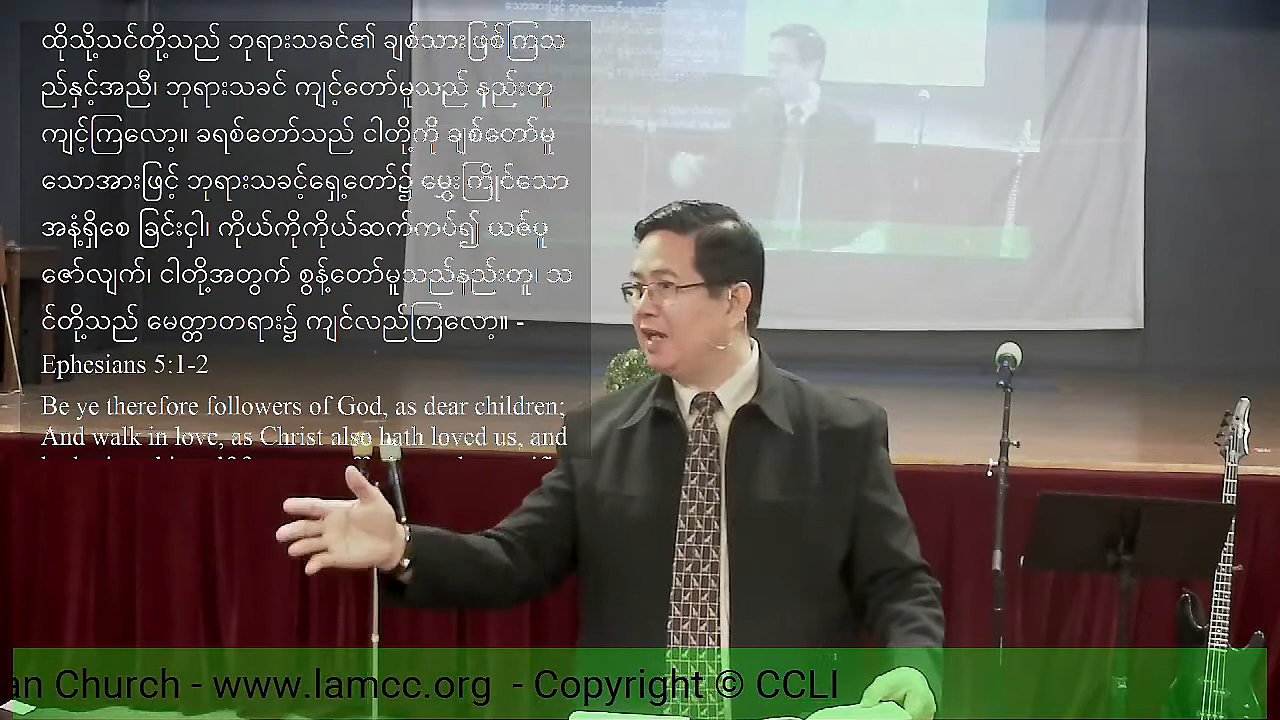 ထိုသို့သင်တို့သည် ဘုရားသခင်၏ ချစ်သားဖြစ်ကြသ
ည်နှင့်အညီ၊ ဘုရားသခင် ကျင့်တော်မူသည် နည်းတူ
ကျင့်ကြလော့။ ခရစ်တော်သည် ငါတို့ကို ချစ်တော်မူ
သောအားဖြင့် ဘုရားသခင့်ရှေ့တော်၌ မွှေးကြိုင်သော
အနံ့ရှိစေ ခြင်းငှါ၊ ကိုယ်ကိုကိုယ်ဆက်ကပ်၍ ယဇ်ပူ
ဇော်လျက်၊ ငါတို့အတွက် စွန့်တော်မူသည်နည်းတူ၊ သ
င်တို့သည် မေတ္တာတရား၌ ကျင်လည်ကြလော့။ -
Ephesians 5:1-2
Be ye therefore followers of God, as dear children;
And walk in love, as Christ also hath loved us, and
an Church - www.lamcc.org - Copyright © CCLI